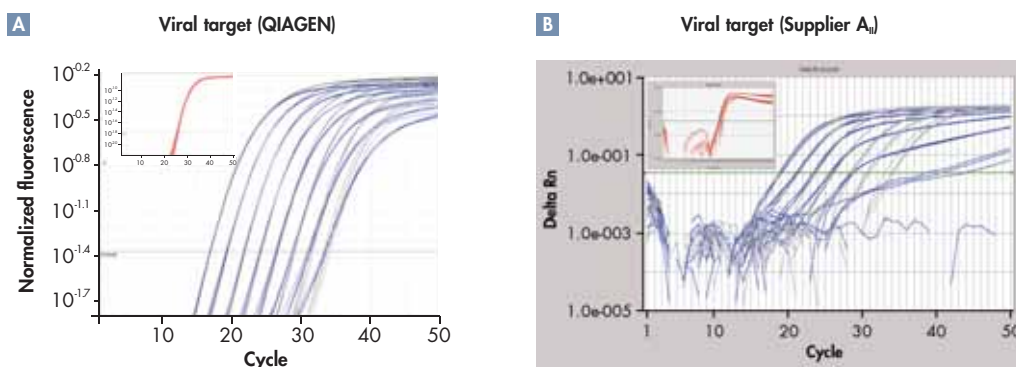 A
Viral target (QIAGEN)
Normalized fluorescence
10-0.2
10-0.5
10-0.8
10-1.1
10-1.4
10-1.7
10 20 30 40 50
10 20 30 40 50
Cycle
B
Viral target (Supplier AII)
Delta Rn
1.0e+001
1.0e-001
1.0e-003
1.0e-005
1 10 20 30 40 50
Cycle